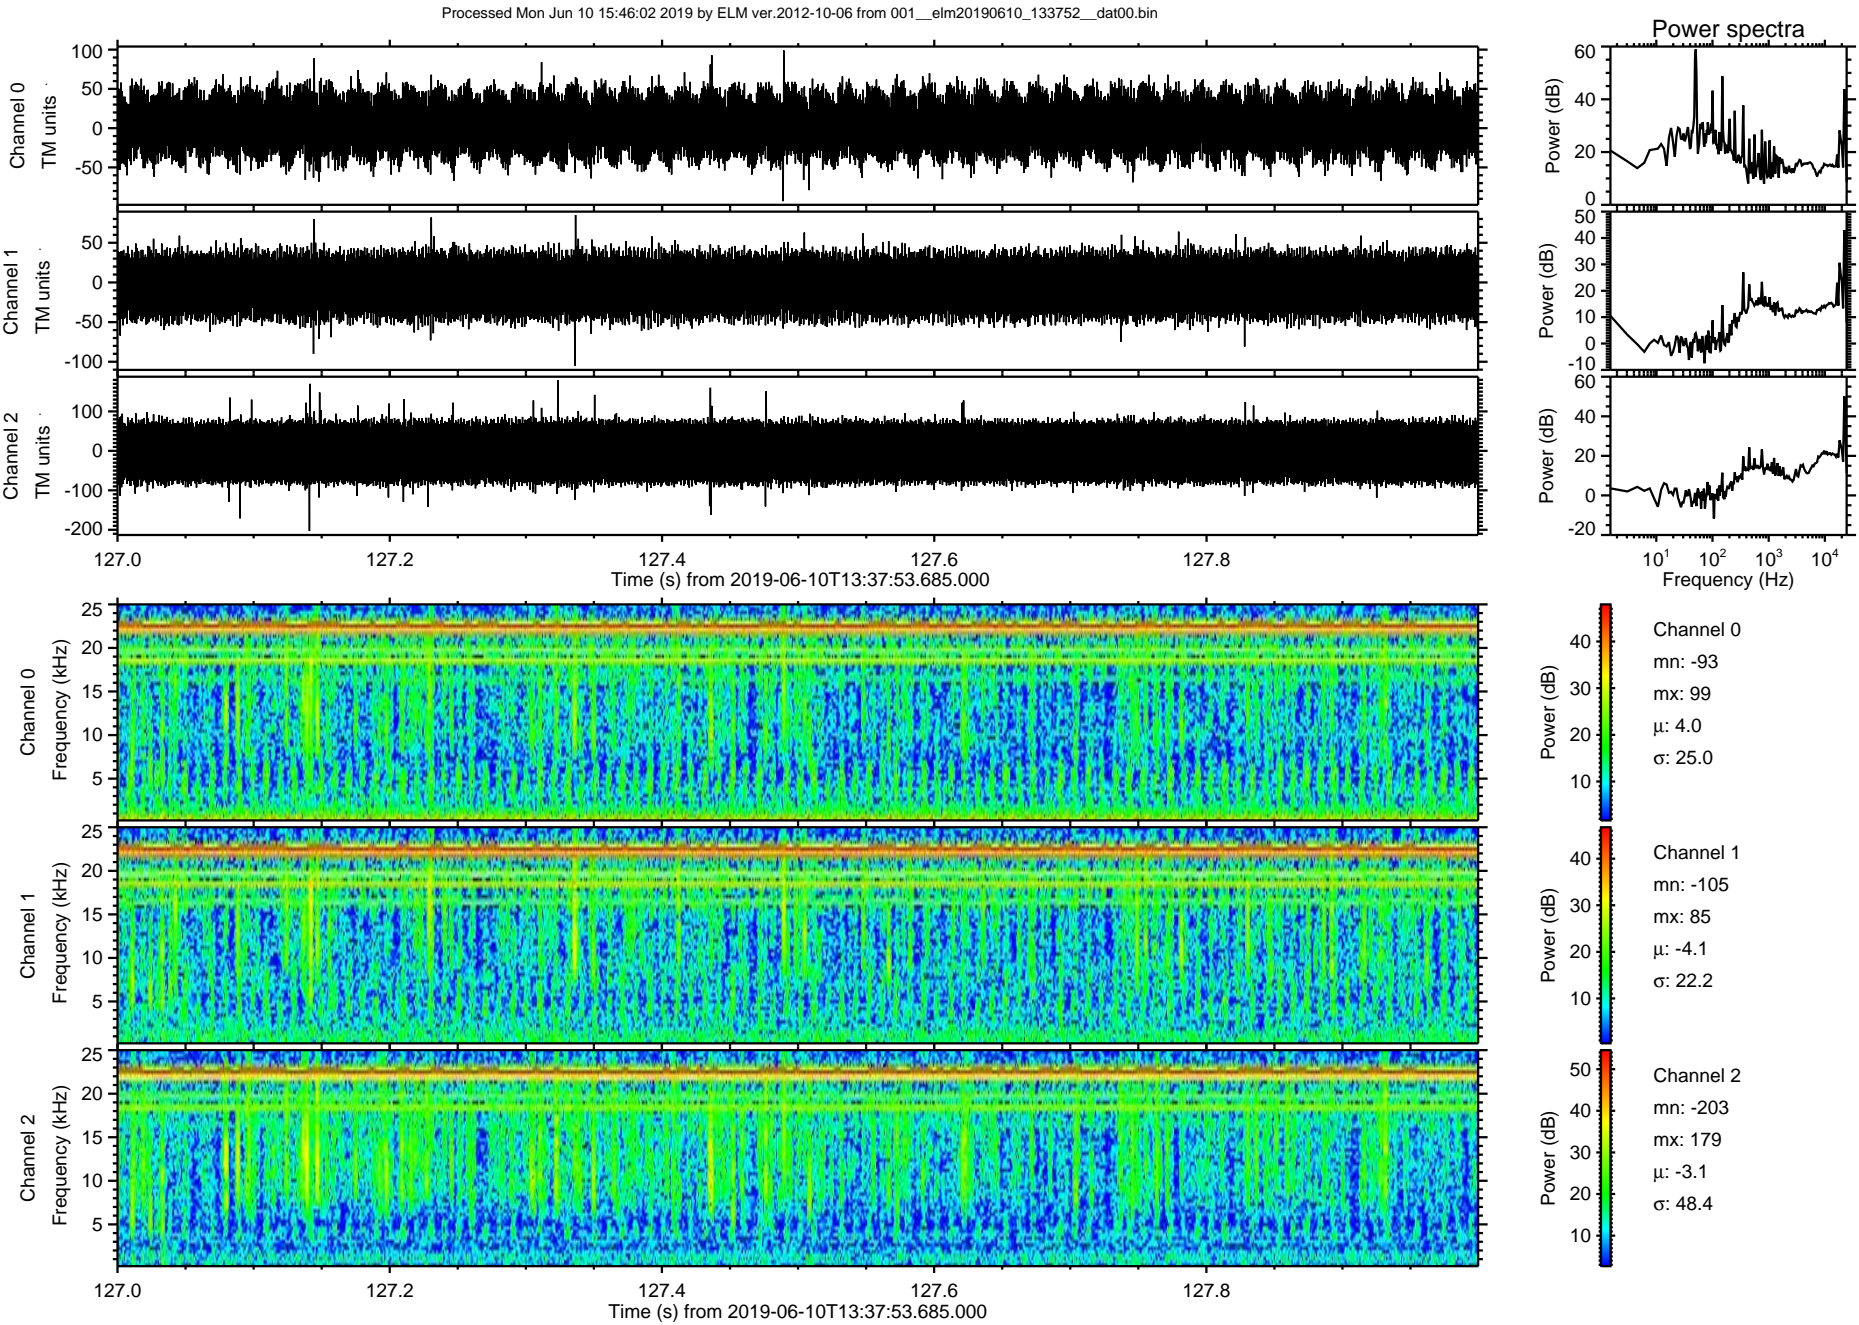 Processed Mon Jun 10 15:46:02 2019 by ELM ver.2012-10-06 from 001__elm20190610_133752__dat00.bin
Power spectra
Channel 0
TM units
100
50
0
-50
Power (dB)
60
40
20
0
Channel 1
TM units
50
0
-50
-100
Power (dB)
50
40
30
20
10
0
-10
Channel 2
TM units
100
0
-100
-200
Power (dB)
60
40
20
0
-20
127.0 127.2 127.4 127.6 127.8
Time (s) from 2019-06-10T13:37:53.685.000
10¹ 10² 10³ 10⁴
Frequency (Hz)
Channel 0
Frequency (kHz)
25
20
15
10
5
Power (dB)
40
30
20
10
Channel 0
mn: -93
mx: 99
μ: 4.0
σ: 25.0
Channel 1
Frequency (kHz)
25
20
15
10
5
Power (dB)
40
30
20
10
Channel 1
mn: -105
mx: 85
μ: -4.1
σ: 22.2
Channel 2
Frequency (kHz)
25
20
15
10
5
Power (dB)
50
40
30
20
10
Channel 2
mn: -203
mx: 179
μ: -3.1
σ: 48.4
127.0 127.2 127.4 127.6 127.8
Time (s) from 2019-06-10T13:37:53.685.000